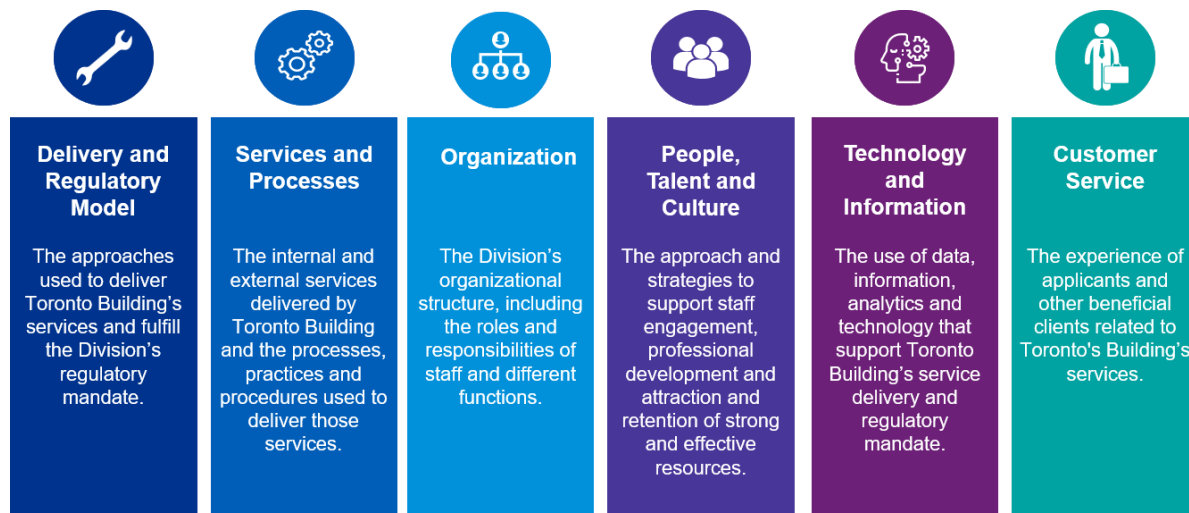 Delivery and
Regulatory
Model
The approaches
used to deliver
Toronto Building’s
services and fulfill
the Division’s
regulatory
mandate.
Services and
Processes
The internal and
external services
delivered by
Toronto Building
and the processes,
practices and
procedures used to
deliver those
services.
Organization
The Division’s
organizational
structure, including
the roles and
responsibilities of
staff and different
functions.
People,
Talent and
Culture
The approach and
strategies to
support staff
engagement,
professional
development and
attraction and
retention of strong
and effective
resources.
Technology
and
Information
The use of data,
information,
analytics and
technology that
support Toronto
Building’s service
delivery and
regulatory
mandate.
Customer
Service
The experience of
applicants and
other beneficial
clients related to
Toronto's Building’s
services.